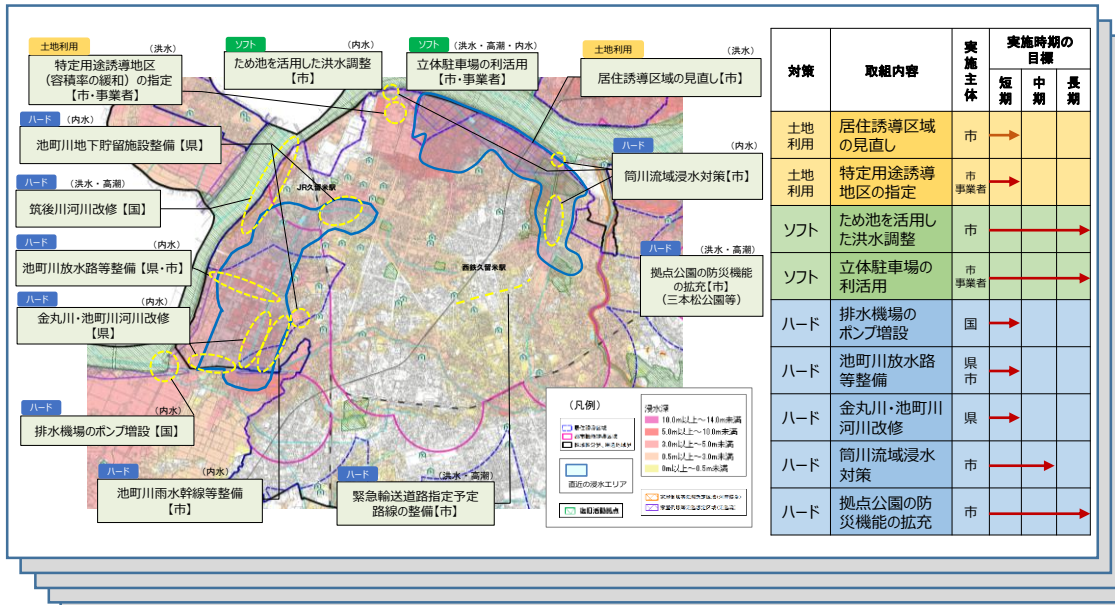 土地利用
（洪水）
特定用途誘導地区
（容積率の緩和）の指定
【市・事業者】
ソフト
（内水）
ため池を活用した洪水調整
【市】
ソフト
（洪水・高潮・内水）
立体駐車場の利活用
【市・事業者】
土地利用
（洪水）
居住誘導区域の見直し【市】
ハード
（内水）
池町川地下貯留施設整備【県】
ハード
（洪水・高潮）
筑後川河川改修【国】
ハード
（内水）
池町川放水路等整備【県・市】
ハード
（内水）
金丸川・池町川河川改修
【県】
ハード
（内水）
排水機場のポンプ増設【国】
ハード
（内水）
池町川雨水幹線等整備
【市】
（洪水・高潮）
ハード
緊急輸送道路指定予定
路線の整備【市】
ハード
（内水）
筒川流域浸水対策【市】
ハード
（洪水・高潮）
拠点公園の防災機能
の拡充【市】
（三本松公園等）
JR久留米駅
西鉄久留米駅
（凡例）
居住誘導区域
直近の浸水エリア
復旧活動拠点
浸水深
10.0m以上～14.0m未満
5.0m以上～10.0m未満
3.0m以上～5.0m未満
0.5m以上～3.0m未満
0m以上～0.5m未満
対策
取組内容
実施主体
実施時期の
目標
短期
中期
長期
土地
利用
居住誘導区域
の見直し
市
土地
利用
特定用途誘導
地区の指定
市
事業者
ソフト
ため池を活用し
た洪水調整
市
ソフト
立体駐車場の
利活用
市
事業者
ハード
排水機場の
ポンプ増設
国
ハード
池町川放水路
等整備
県
市
ハード
金丸川・池町川
河川改修
県
ハード
筒川流域浸水
対策
市
ハード
拠点公園の防
災機能の拡充
市